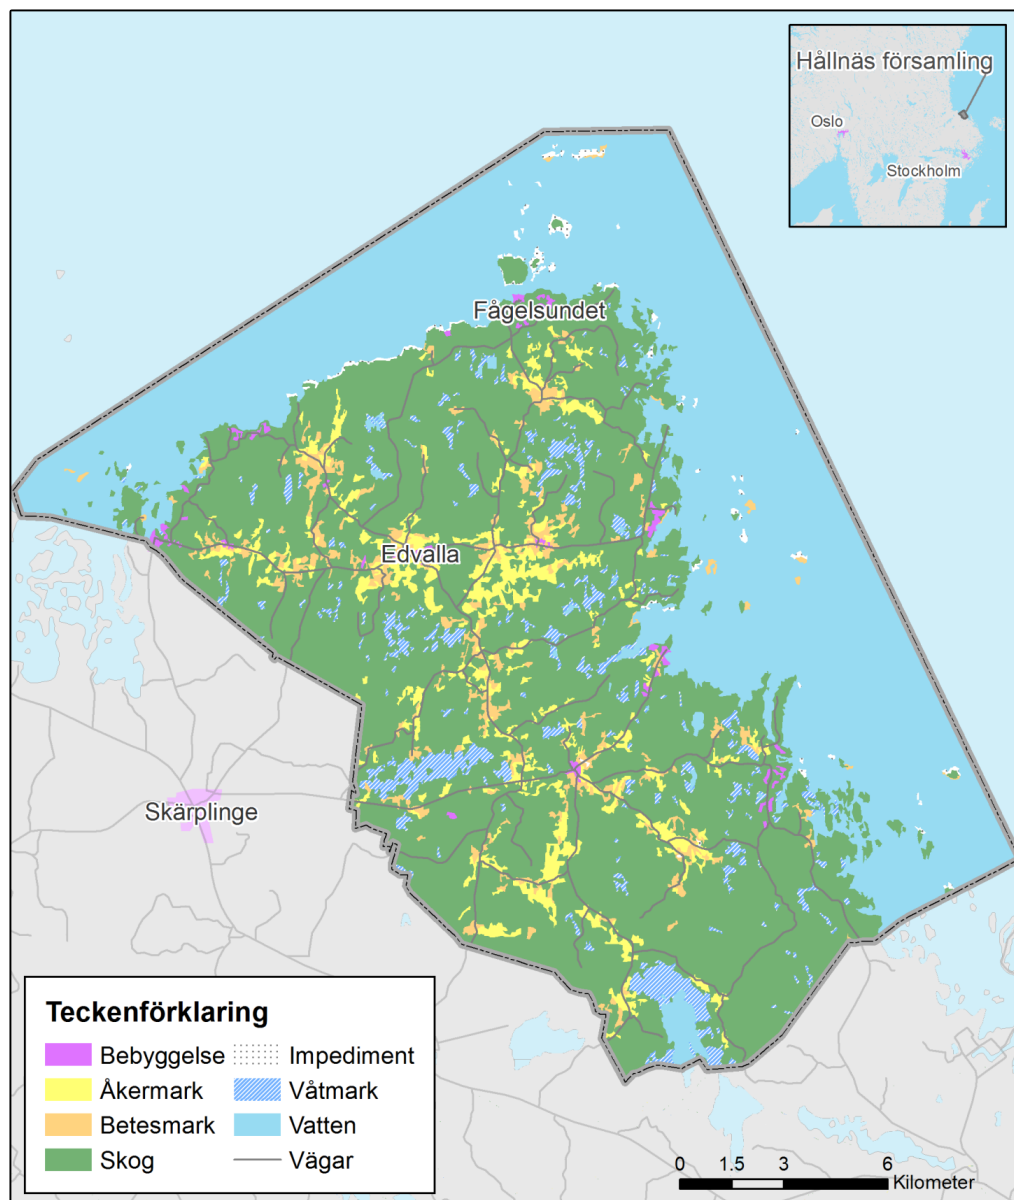 Hållnäs församling
Oslo
Stockholm
Fågelsundet
Edvalla
Skärplinge
Teckenförklaring
Bebyggelse
Impediment
Åkermark
Våtmark
Betesmark
Vatten
Skog
Vägar
0 1.5 3 6
Kilometer